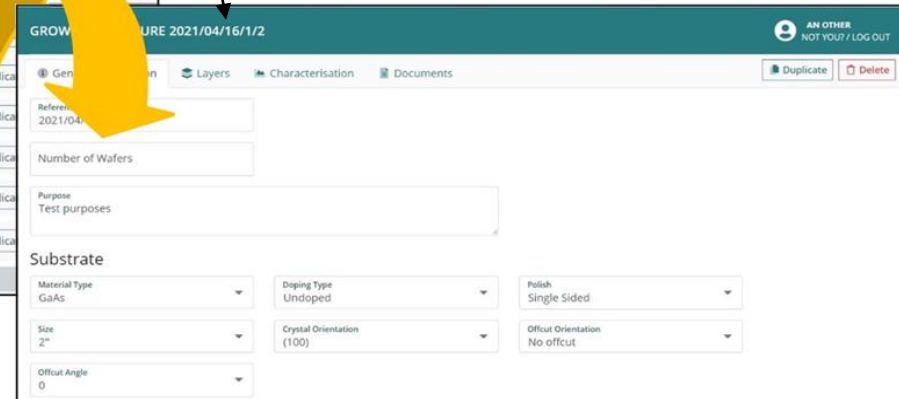 GROW URE 2021/04/16/1/2
AN OTHER
NOT YOU? / LOG OUT
Gen n Layers Characterisation Documents
Duplicate Delete
2021/04/
Number of Wafers
Purpose
Test purposes
Substrate
Material Type Doping Type Polish
GaAs Undoped Single Sided
Size Crystal Orientation Offcut Orientation
2" (100) No offcut
Offcut Angle
0